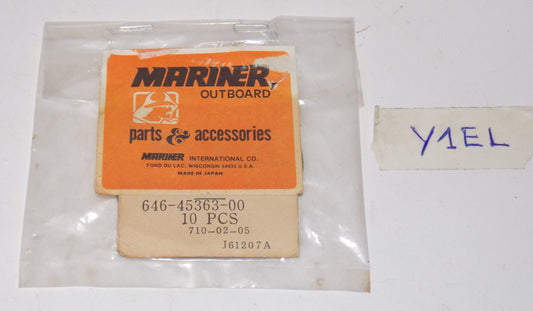 MARINER
OUTBOARD
parts & accessories
MARINER INTERNATIONAL CO.
FOND DU LAC, WISCONSIN 54935 U.S.A.
MADE IN JAPAN
646-45363-00
10 PCS
710-02-05
J61207A
Y1EL